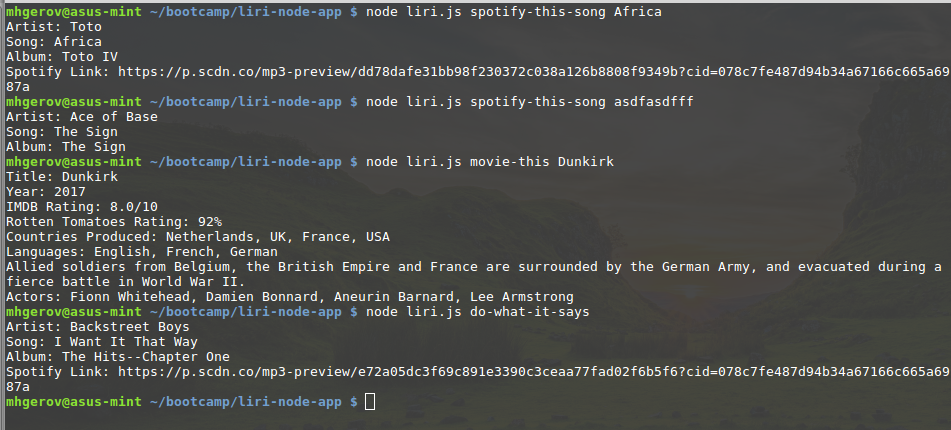 mhgerov@asus-mint ~/bootcamp/liri-node-app $ node liri.js spotify-this-song Africa
Artist: Toto
Song: Africa
Album: Toto IV
Spotify Link: https://p.scdn.co/mp3-preview/dd78dafe31bb98f230372c038a126b8808f9349b?cid=078c7fe487d94b34a67166c665a69
87a
mhgerov@asus-mint ~/bootcamp/liri-node-app $ node liri.js spotify-this-song asdfasdfff
Artist: Ace of Base
Song: The Sign
Album: The Sign
mhgerov@asus-mint ~/bootcamp/liri-node-app $ node liri.js movie-this Dunkirk
Title: Dunkirk
Year: 2017
IMDB Rating: 8.0/10
Rotten Tomatoes Rating: 92%
Countries Produced: Netherlands, UK, France, USA
Languages: English, French, German
Allied soldiers from Belgium, the British Empire and France are surrounded by the German Army, and evacuated during a
fierce battle in World War II.
Actors: Fionn Whitehead, Damien Bonnard, Aneurin Barnard, Lee Armstrong
mhgerov@asus-mint ~/bootcamp/liri-node-app $ node liri.js do-what-it-says
Artist: Backstreet Boys
Song: I Want It That Way
Album: The Hits--Chapter One
Spotify Link: https://p.scdn.co/mp3-preview/e72a05dc3f69c891e3390c3ceaa77fad02f6b5f6?cid=078c7fe487d94b34a67166c665a69
87a
mhgerov@asus-mint ~/bootcamp/liri-node-app $